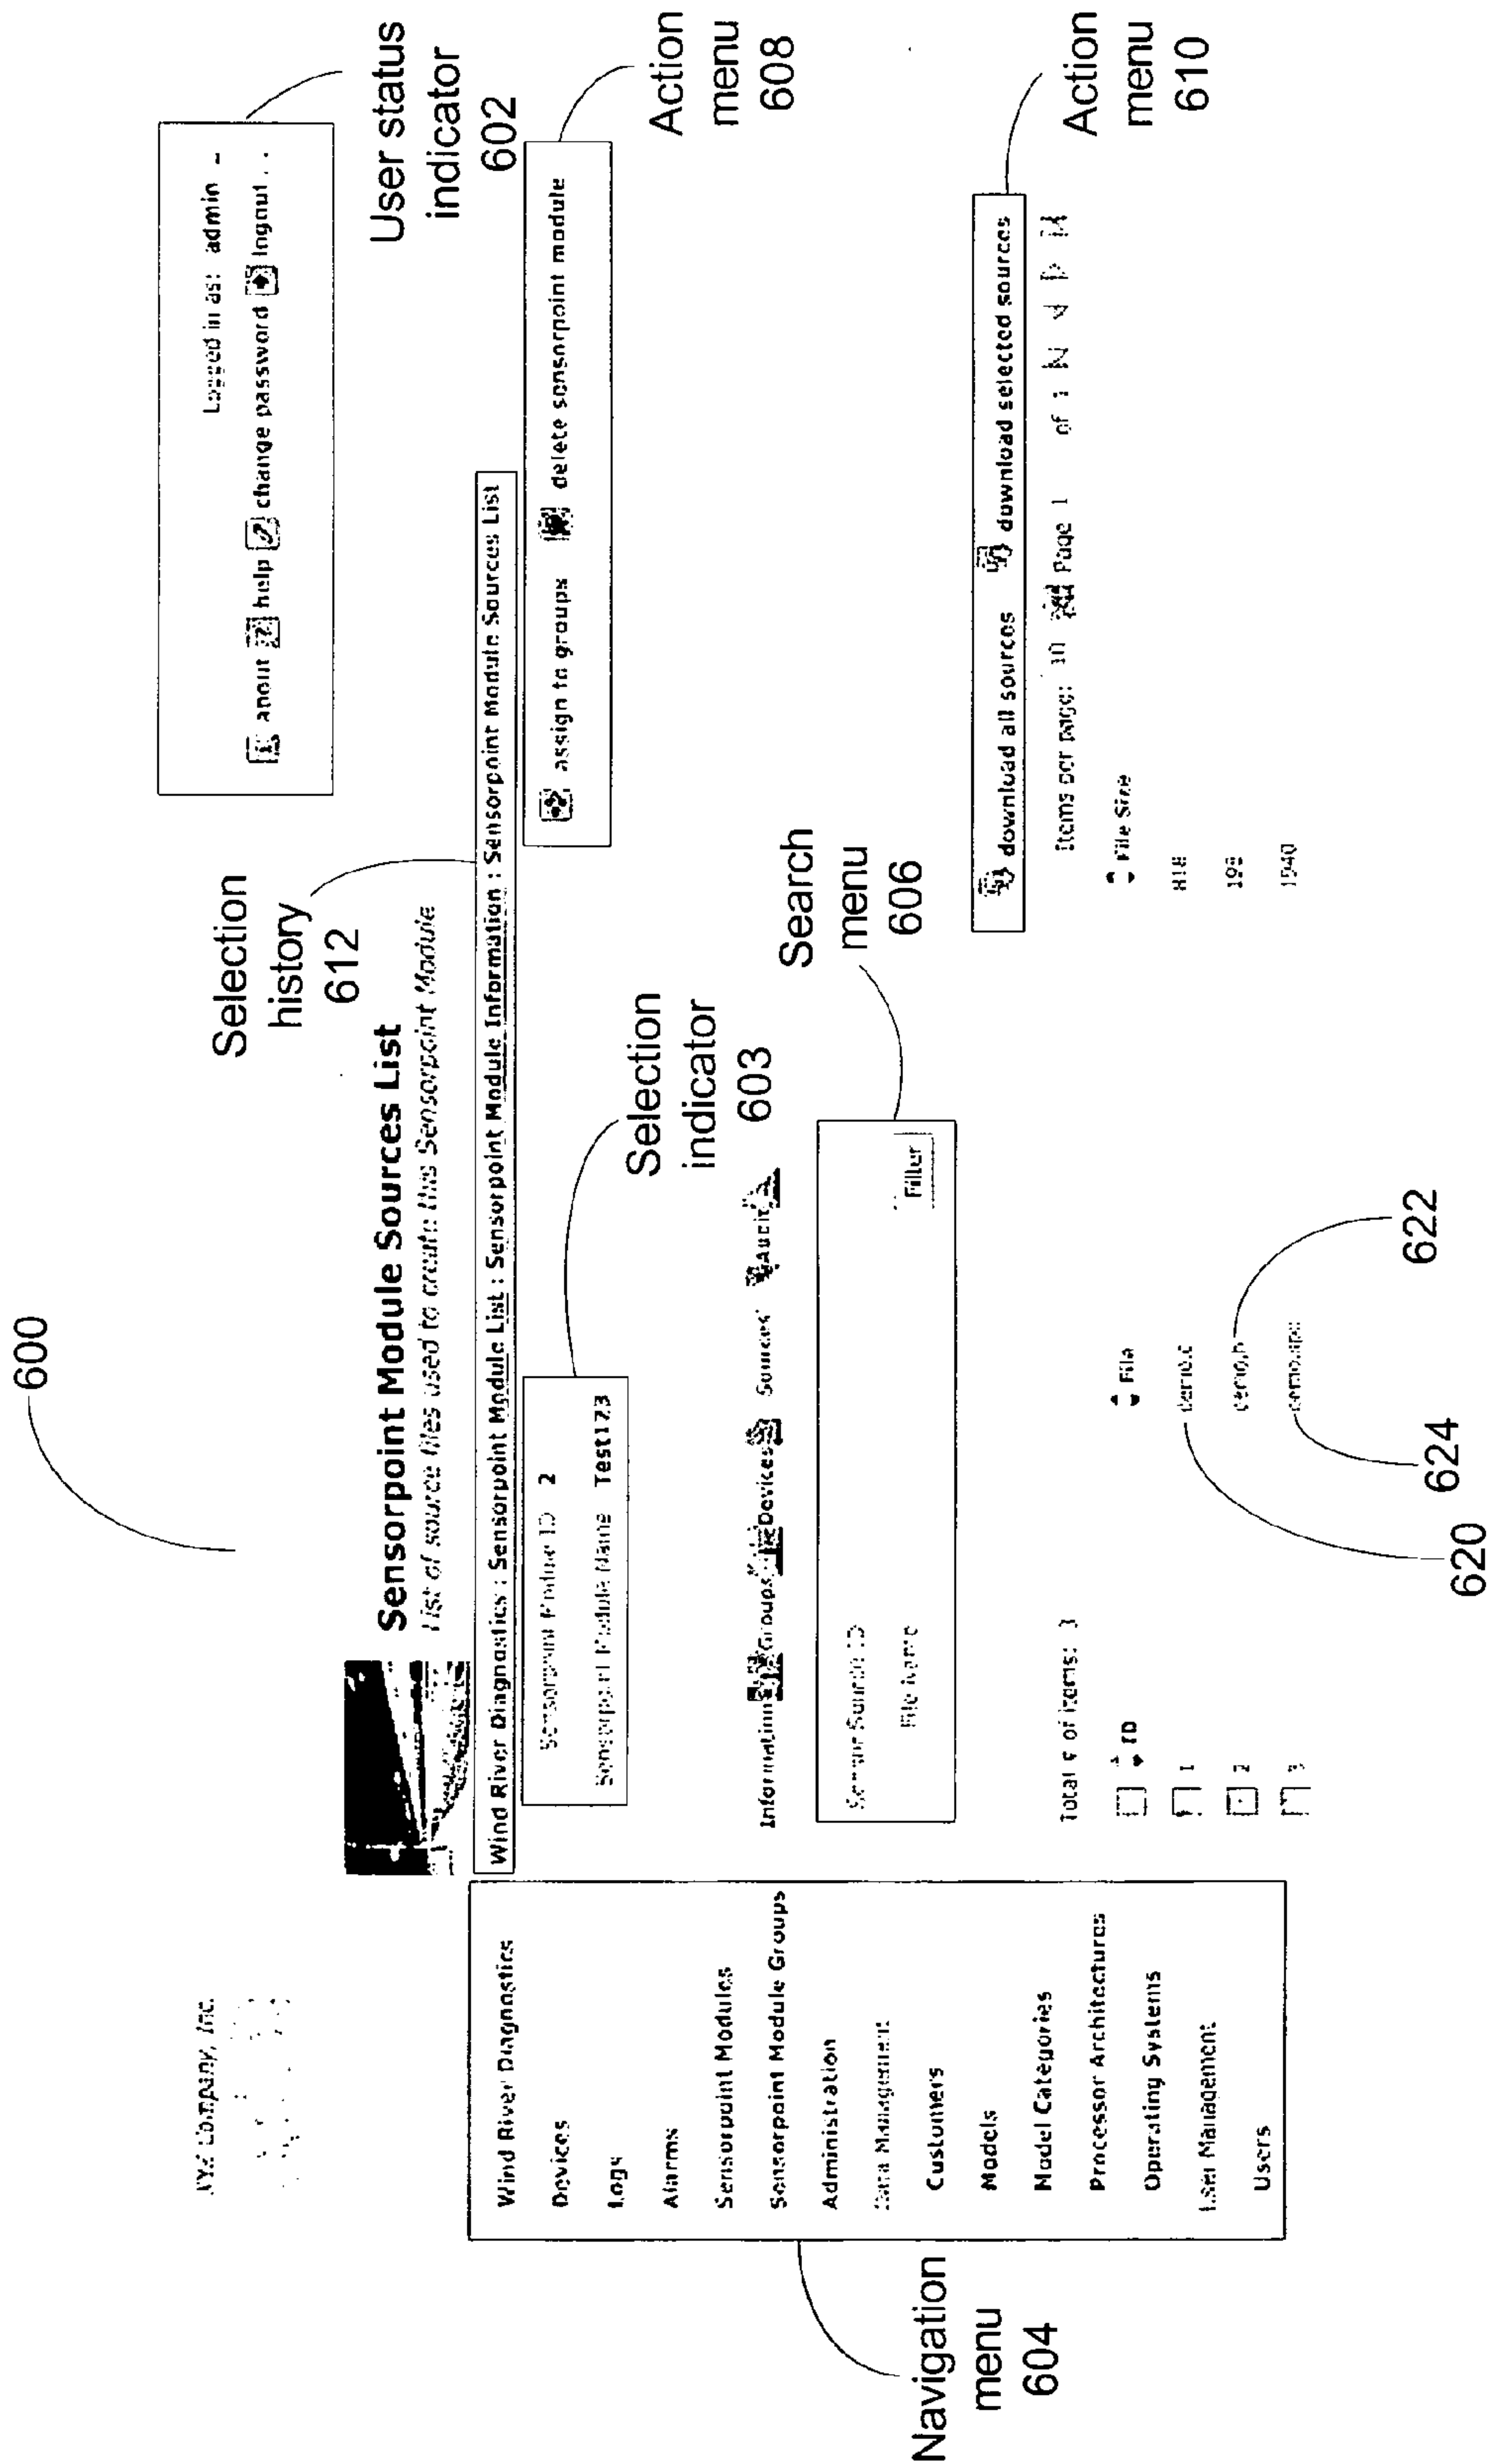 600
XYZ Company, Inc.
Logged in as: admin
about help change password logout
User status
indicator
602
Selection
history
612
Sensorpoint Module Sources List
List of source files used to create this Sensorpoint Module
Wind River Diagnostics : Sensorpoint Module List : Sensorpoint Module Information : Sensorpoint Module Sources List
Sensorpoint Module ID 2
Sensorpoint Module Name Test123
Selection
indicator
603
assign to groups delete sensorpoint module
Action
menu
608
Information Groups Devices Sources Audit
File Name
Filter
Search
menu
606
download all sources download selected sources
Action
menu
610
Total # of items: 3
Items per page: 10 Page 1 of 1
ID File File Size
1 demo.c 818
2 demo.h 198
3 1940
620
622
624
Wind River Diagnostics
Devices
Logs
Alarms
Sensorpoint Modules
Sensorpoint Module Groups
Administration
Data Management
Customers
Models
Model Categories
Processor Architectures
Operating Systems
User Management
Users
Navigation
menu
604